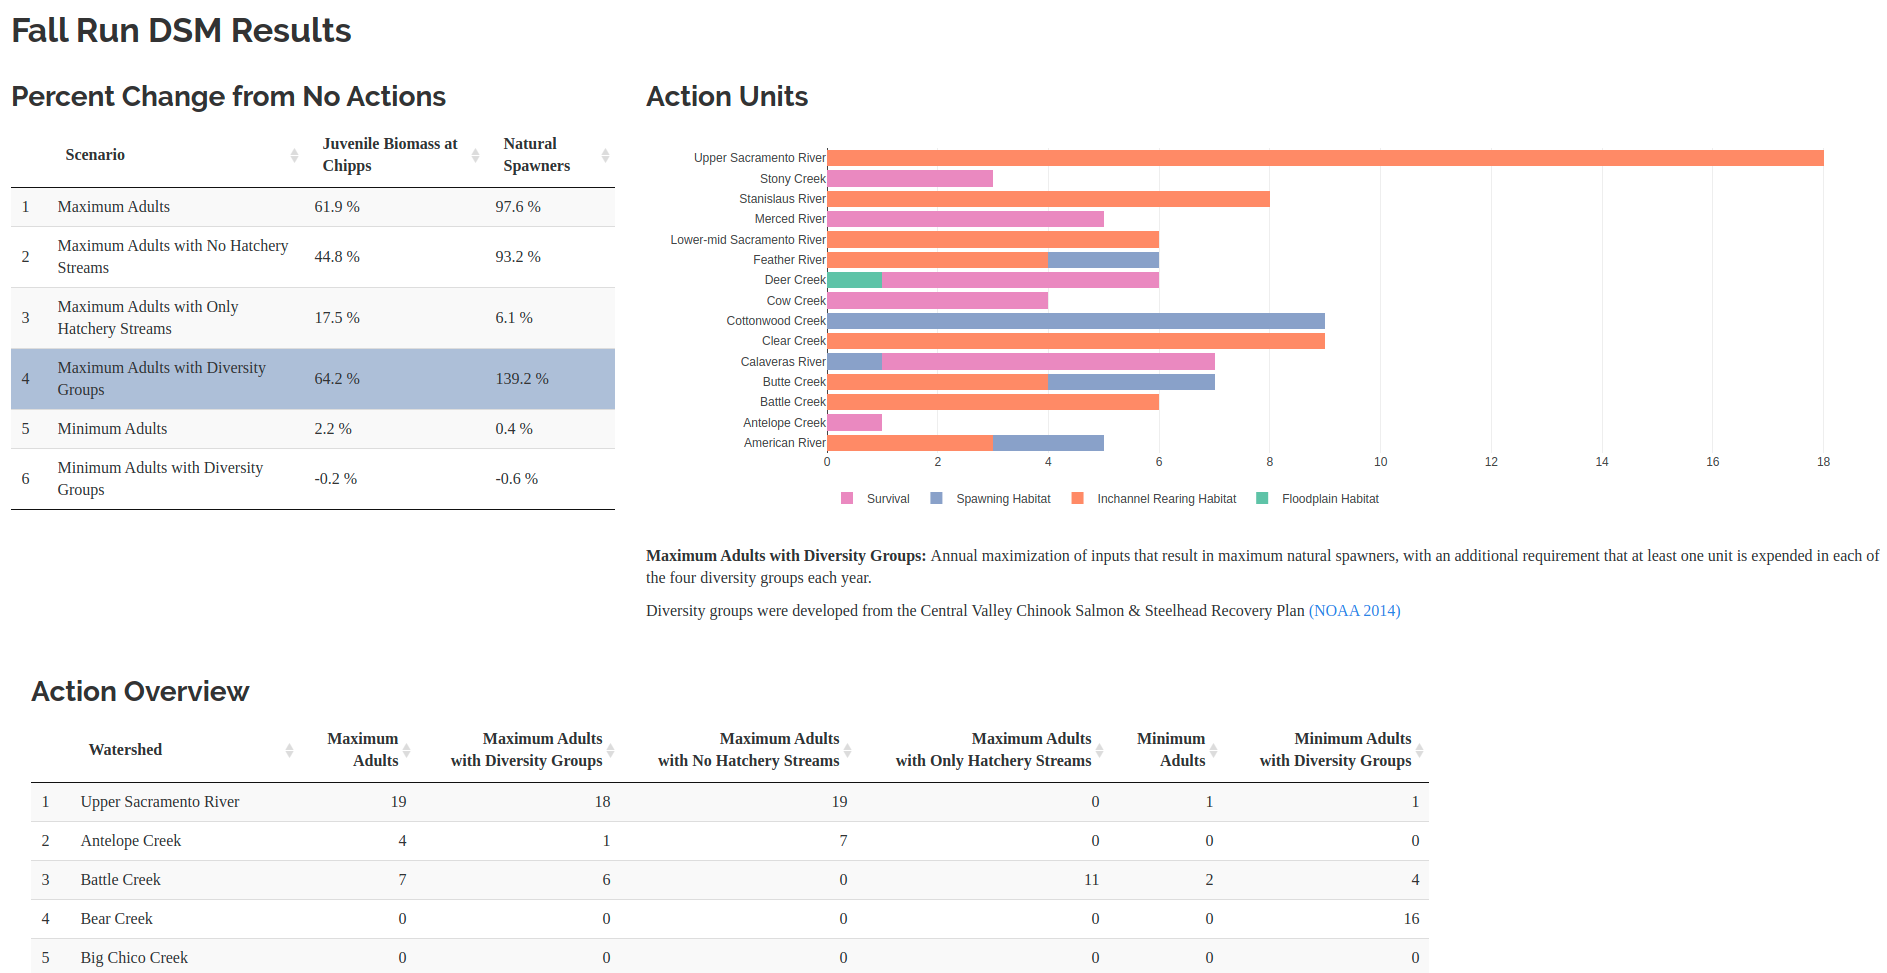 Fall Run DSM Results
Percent Change from No Actions
Scenario
Juvenile Biomass at
Chipps
Natural
Spawners
1 Maximum Adults 61.9 % 97.6 %
2 Maximum Adults with No Hatchery
Streams 44.8 % 93.2 %
3 Maximum Adults with Only
Hatchery Streams 17.5 % 6.1 %
4 Maximum Adults with Diversity
Groups 64.2 % 139.2 %
5 Minimum Adults 2.2 % 0.4 %
6 Minimum Adults with Diversity
Groups -0.2 % -0.6 %
Action Units
Upper Sacramento River
Stony Creek
Stanislaus River
Merced River
Lower-mid Sacramento River
Feather River
Deer Creek
Cow Creek
Cottonwood Creek
Clear Creek
Calaveras River
Butte Creek
Battle Creek
Antelope Creek
American River
0 2 4 6 8 10 12 14 16 18
Survival Spawning Habitat Inchannel Rearing Habitat Floodplain Habitat
Maximum Adults with Diversity Groups: Annual maximization of inputs that result in maximum natural spawners, with an additional requirement that at least one unit is expended in each of
the four diversity groups each year.
Diversity groups were developed from the Central Valley Chinook Salmon & Steelhead Recovery Plan (NOAA 2014)
Action Overview
Watershed
Maximum
Adults
Maximum Adults
with Diversity Groups
Maximum Adults
with No Hatchery Streams
Maximum Adults
with Only Hatchery Streams
Minimum
Adults
Minimum Adults
with Diversity Groups
1 Upper Sacramento River 19 18 19 0 1 1
2 Antelope Creek 4 1 7 0 0 0
3 Battle Creek 7 6 0 11 2 4
4 Bear Creek 0 0 0 0 0 16
5 Big Chico Creek 0 0 0 0 0 0